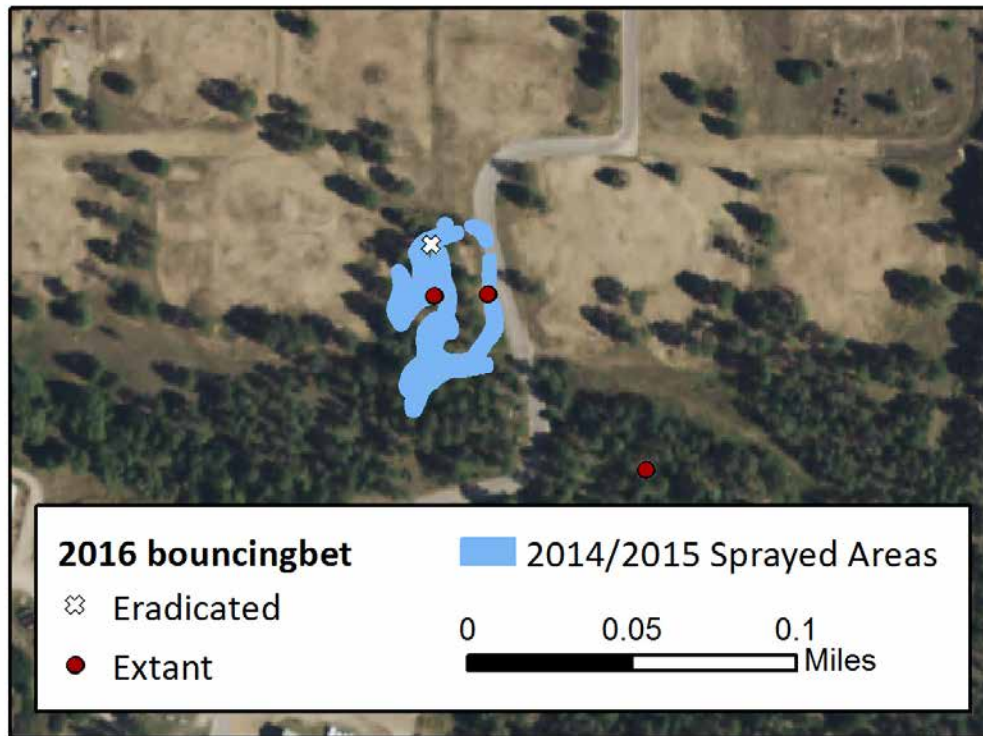 2016 bouncingbet
Eradicated
Extant
2014/2015 Sprayed Areas
0 0.05 0.1
Miles